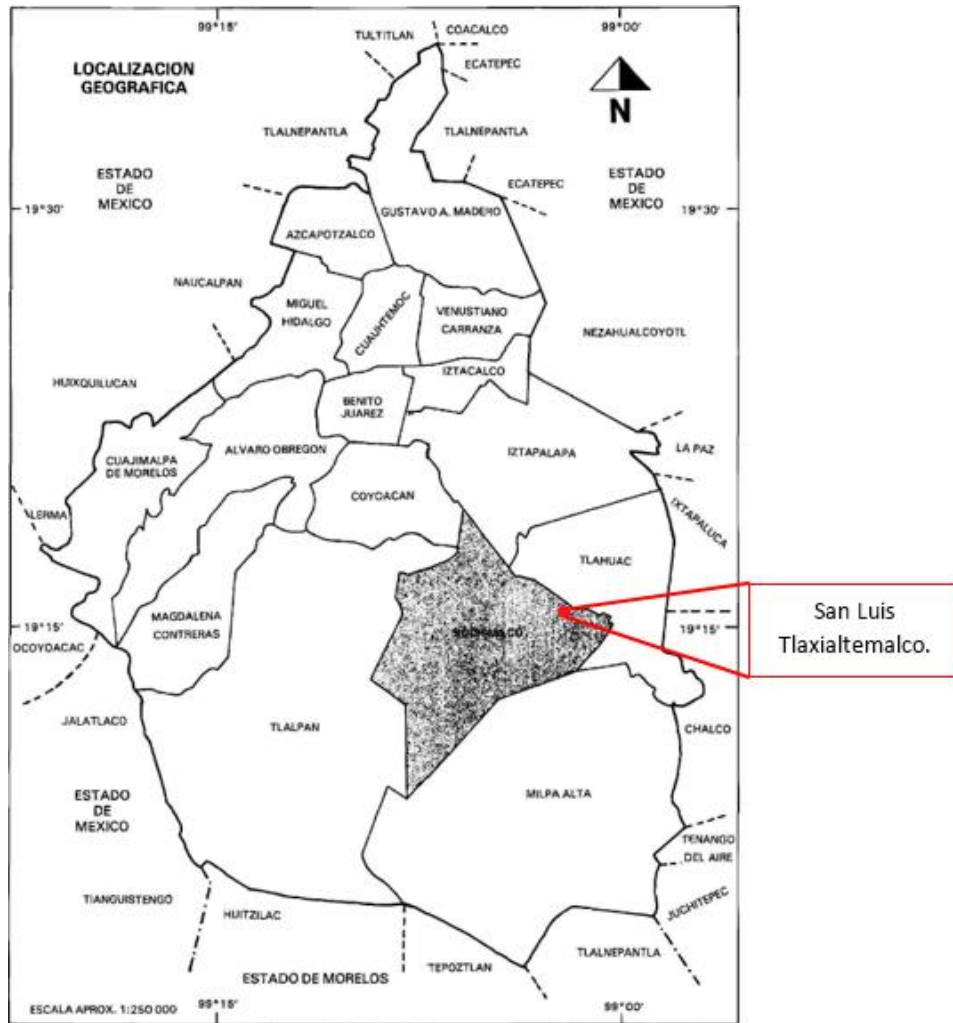 99°15'
99°00'
TULTITLAN
COACALCO
ECATEPEC
LOCALIZACION
GEOGRAFICA
N
TLALNEPANTLA
TLALNEPANTLA
ESTADO
DE
MEXICO
ESTADO
DE
MEXICO
ECATEPEC
19°30'
19°30'
GUSTAVO A. MADERO
AZCAPOTZALCO
NAUCALPAN
MIGUEL
HIDALGO
CUAUHTEMOC
VENUSTIANO
CARRANZA
NEZAHUALCOYOTL
IZTACALCO
HUIXQUILUCAN
BENITO
JUAREZ
CUAJIMALPA
DE MORELOS
ALVARO OBREGON
IZTAPALAPA
LA PAZ
COYOACAN
IXTAPALUCA
LERMA
TLAHUAC
MAGDALENA
CONTRERAS
XOCHIMILCO
San Luis
Tlaxialtemalco.
19°15'
19°15'
OCOYOACAC
JALATLACO
TLALPAN
CHALCO
MILPA ALTA
ESTADO
DE
MEXICO
TENANGO
DEL AIRE
TIANGUISTENGO
HUITZILAC
JUCHITEPEC
TLALNEPANTLA
ESTADO DE MORELOS
TEPOZTLAN
ESCALA APROX. 1:250 000
99°15'
99°00'